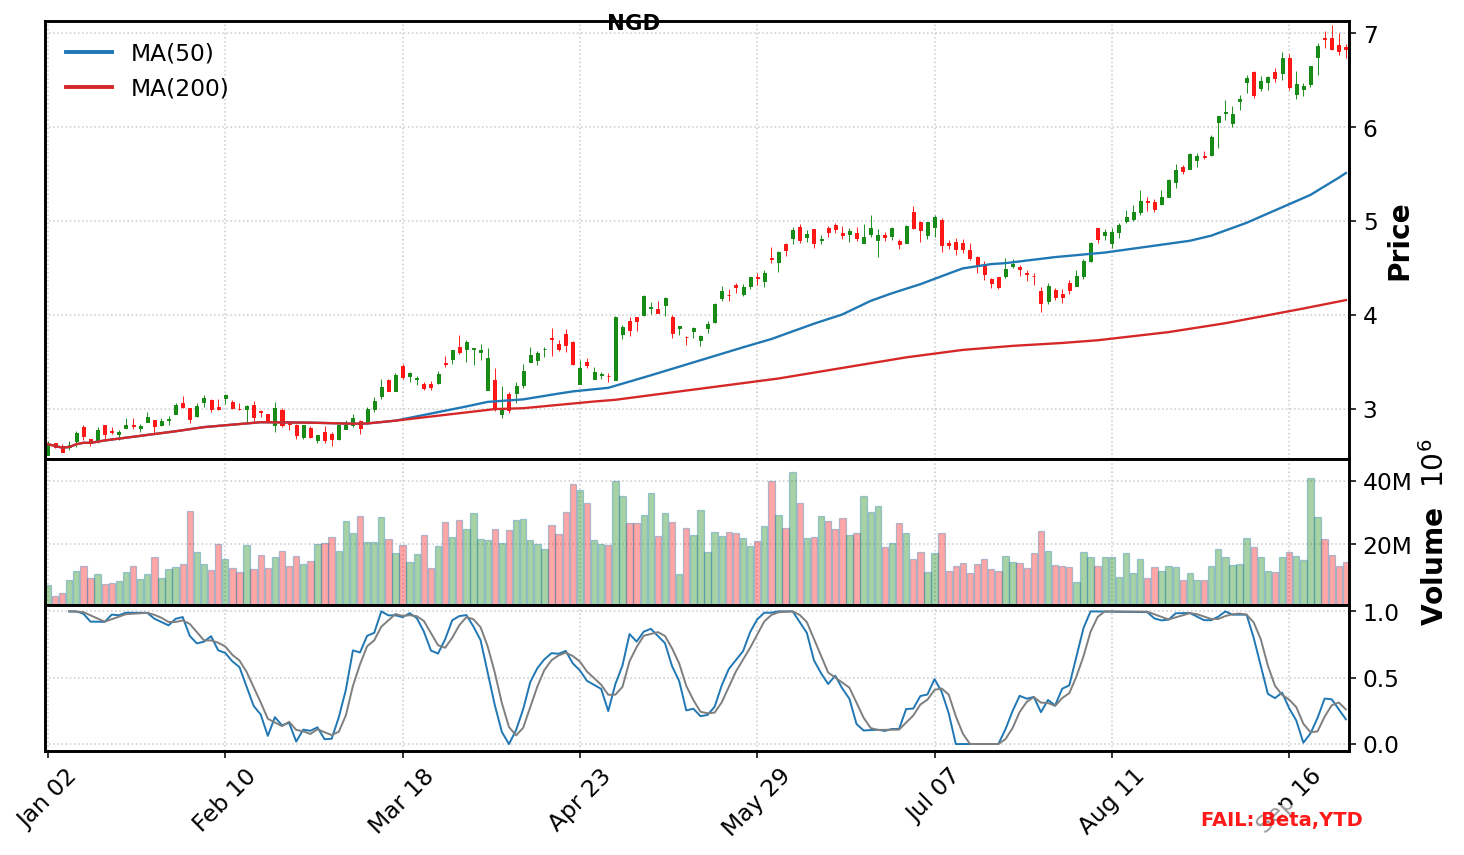 NGD
MA(50)
MA(200)
7
6
5
4
3
Price
40M
20M
Volume 10^6
1.0
0.5
0.0
Jan 02
Feb 10
Mar 18
Apr 23
May 29
Jul 07
Aug 11
Sep 16
FAIL: Beta,YTD